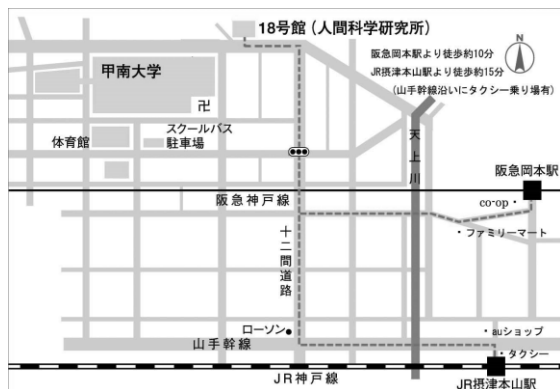 18号館（人間科学研究所）
阪急岡本駅より徒歩約10分
JR摂津本山駅より徒歩約15分
（山手幹線沿いにタクシー乗り場有）
N
甲南大学
卍
スクールバス
駐車場
体育館
天上川
阪急岡本駅
co-op
阪急神戸線
・ファミリーマート
十二間道路
ローソン
山手幹線
・auショップ
・タクシー
JR神戸線
JR摂津本山駅